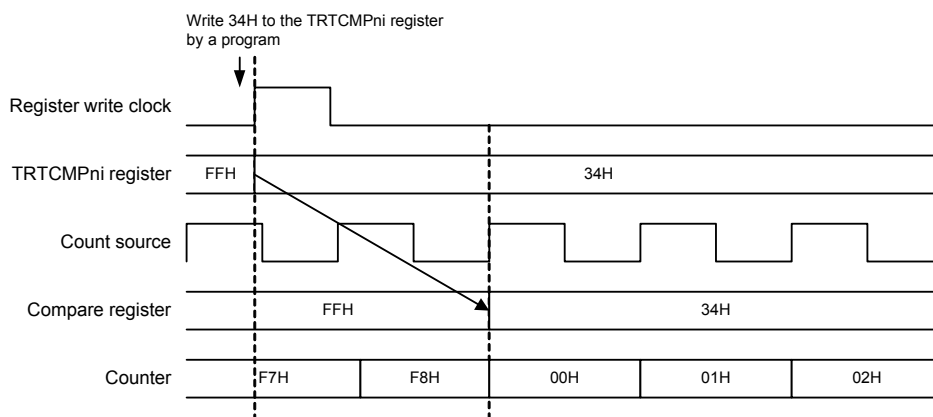 Write 34H to the TRTCMPni register
by a program
Register write clock
TRTCMPni register
FFH
34H
Count source
Compare register
FFH
34H
Counter
F7H
F8H
00H
01H
02H